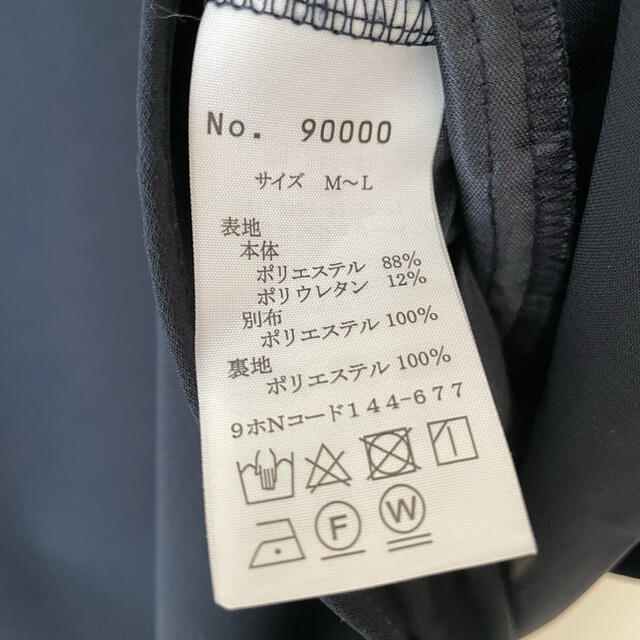 No. 90000
サイズ M〜L
表地
本体
ポリエステル 88%
ポリウレタン 12%
別布
ポリエステル 100%
裏地
ポリエステル 100%
9ホNコード144-677
F W